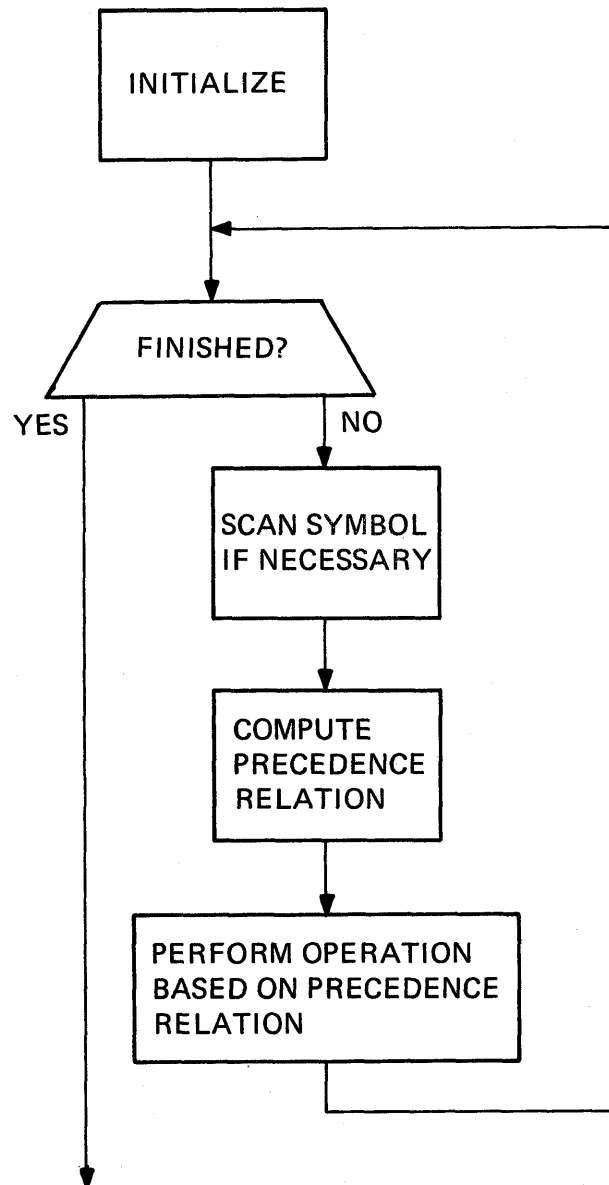 INITIALIZE
FINISHED?
YES
NO
SCAN SYMBOL
IF NECESSARY
COMPUTE
PRECEDENCE
RELATION
PERFORM OPERATION
BASED ON PRECEDENCE
RELATION